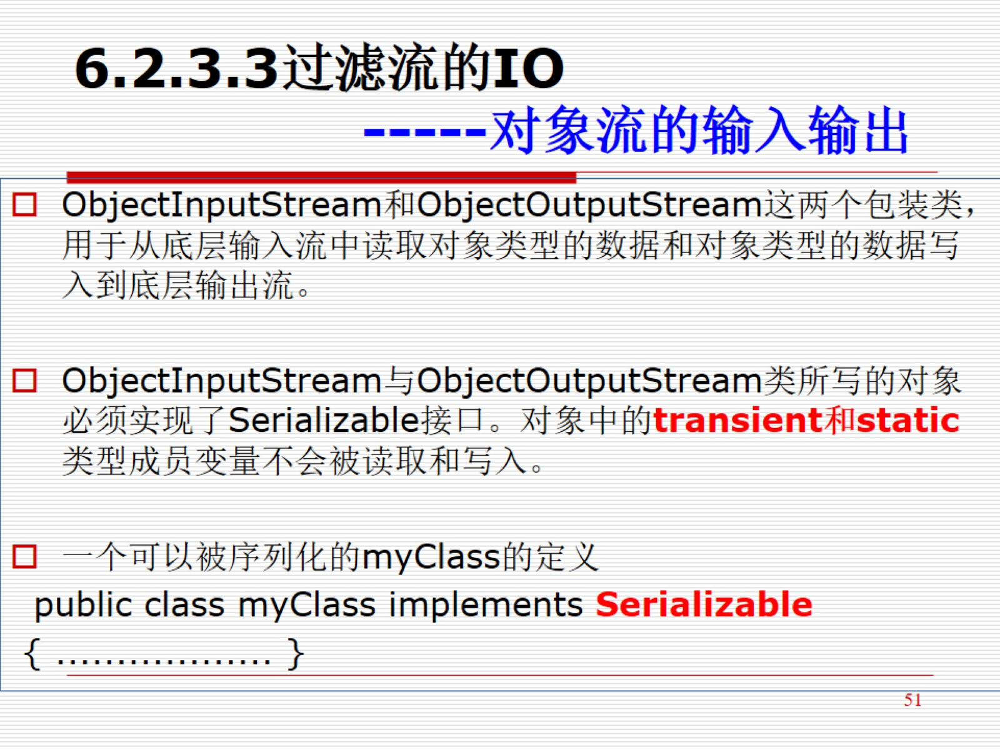 6.2.3.3过滤流的IO
-----对象流的输入输出
ObjectInputStream和ObjectOutputStream这两个包装类，
用于从底层输入流中读取对象类型的数据和对象类型的数据写
入到底层输出流。
ObjectInputStream与ObjectOutputStream类所写的对象
必须实现了Serializable接口。对象中的transient和static
类型成员变量不会被读取和写入。
一个可以被序列化的myClass的定义
public class myClass implements Serializable
{ .................. }
51